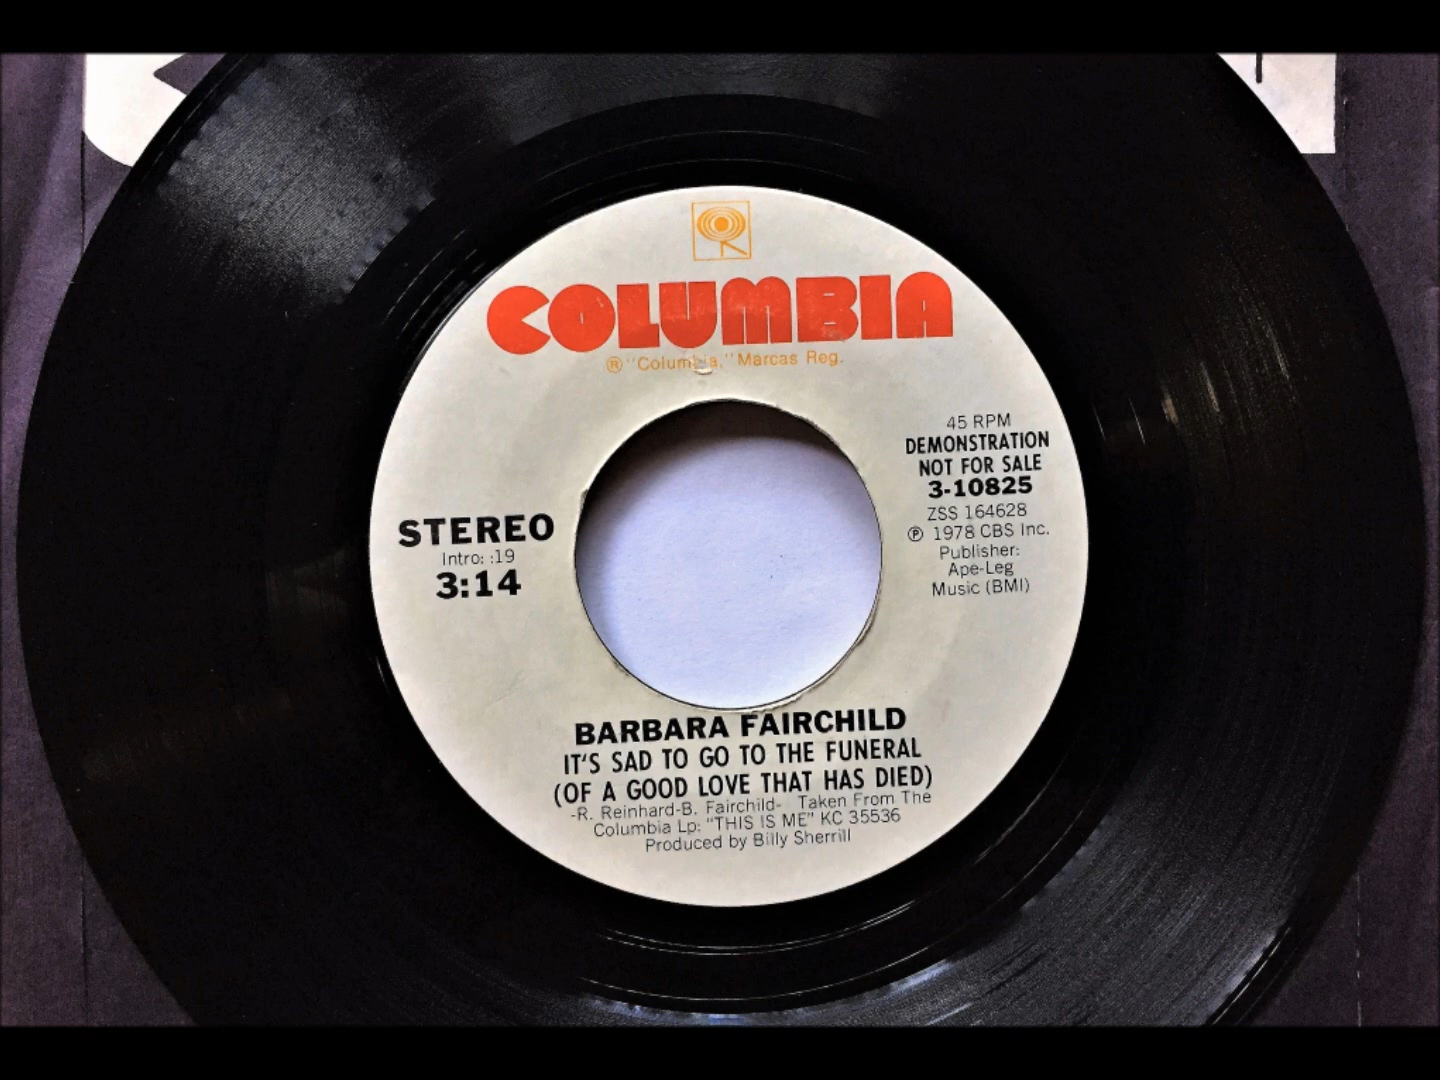 COLUMBIA
® "Columbia," Marcas Reg.
45 RPM
DEMONSTRATION
NOT FOR SALE
3-10825
ZSS 164628
℗ 1978 CBS Inc.
Publisher:
Ape-Leg
Music (BMI)
STEREO
Intro: :19
3:14
BARBARA FAIRCHILD
IT'S SAD TO GO TO THE FUNERAL
(OF A GOOD LOVE THAT HAS DIED)
-R. Reinhard-B. Fairchild- Taken From The
Columbia Lp: "THIS IS ME" KC 35536
Produced by Billy Sherrill